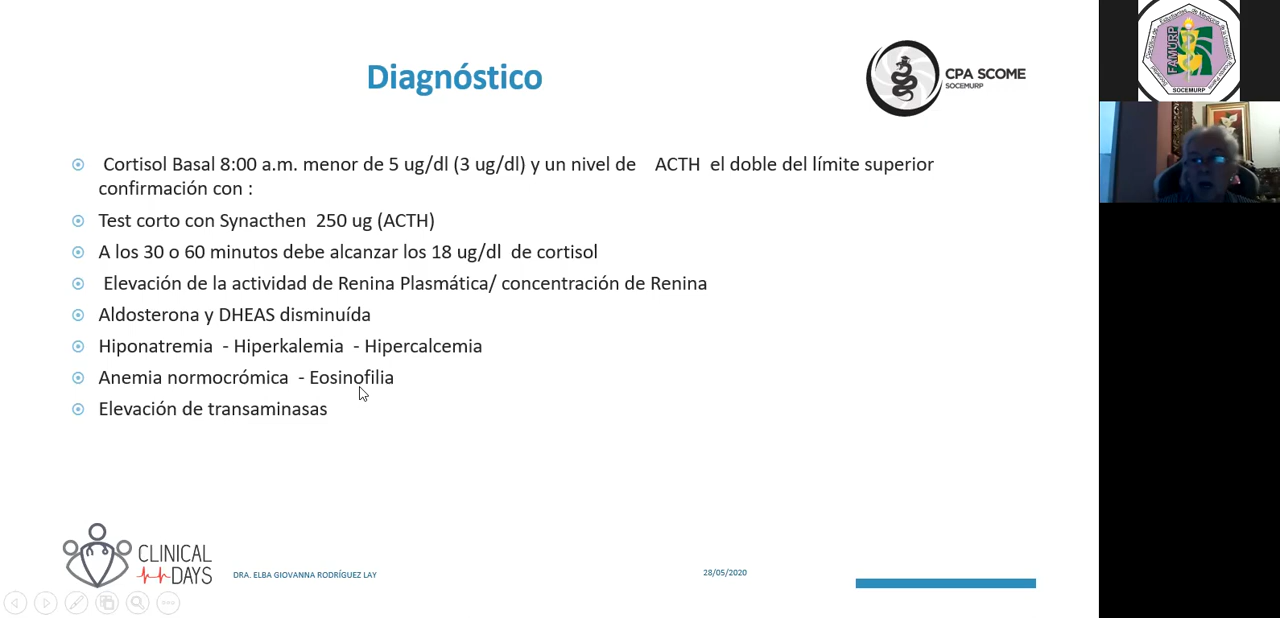 Diagnóstico
CPA SCOME
SOCEMURP
Cortisol Basal 8:00 a.m. menor de 5 ug/dl (3 ug/dl) y un nivel de ACTH el doble del límite superior
confirmación con :
Test corto con Synacthen 250 ug (ACTH)
A los 30 o 60 minutos debe alcanzar los 18 ug/dl de cortisol
Elevación de la actividad de Renina Plasmática/ concentración de Renina
Aldosterona y DHEAS disminuída
Hiponatremia - Hiperkalemia - Hipercalcemia
Anemia normocrómica - Eosinofilia
Elevación de transaminasas
CLINICAL
DAYS
DRA. ELBA GIOVANNA RODRÍGUEZ LAY
28/05/2020
FAMURP
SOCEMURP